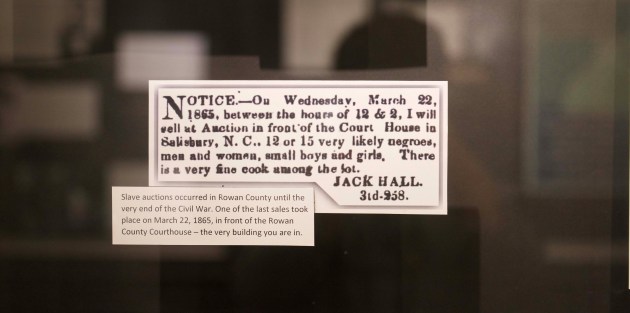 NOTICE.—On Wednesday, March 22,
1865, between the hours of 12 & 2, I will
sell at Auction in front of the Court House in
Salisbury, N. C., 12 or 15 very likely negroes,
men and women, small boys and girls. There
is a very fine cook among the lot.
JACK HALL.
3td-258.
Slave auctions occurred in Rowan County until the
very end of the Civil War. One of the last sales took
place on March 22, 1865, in front of the Rowan
County Courthouse – the very building you are in.